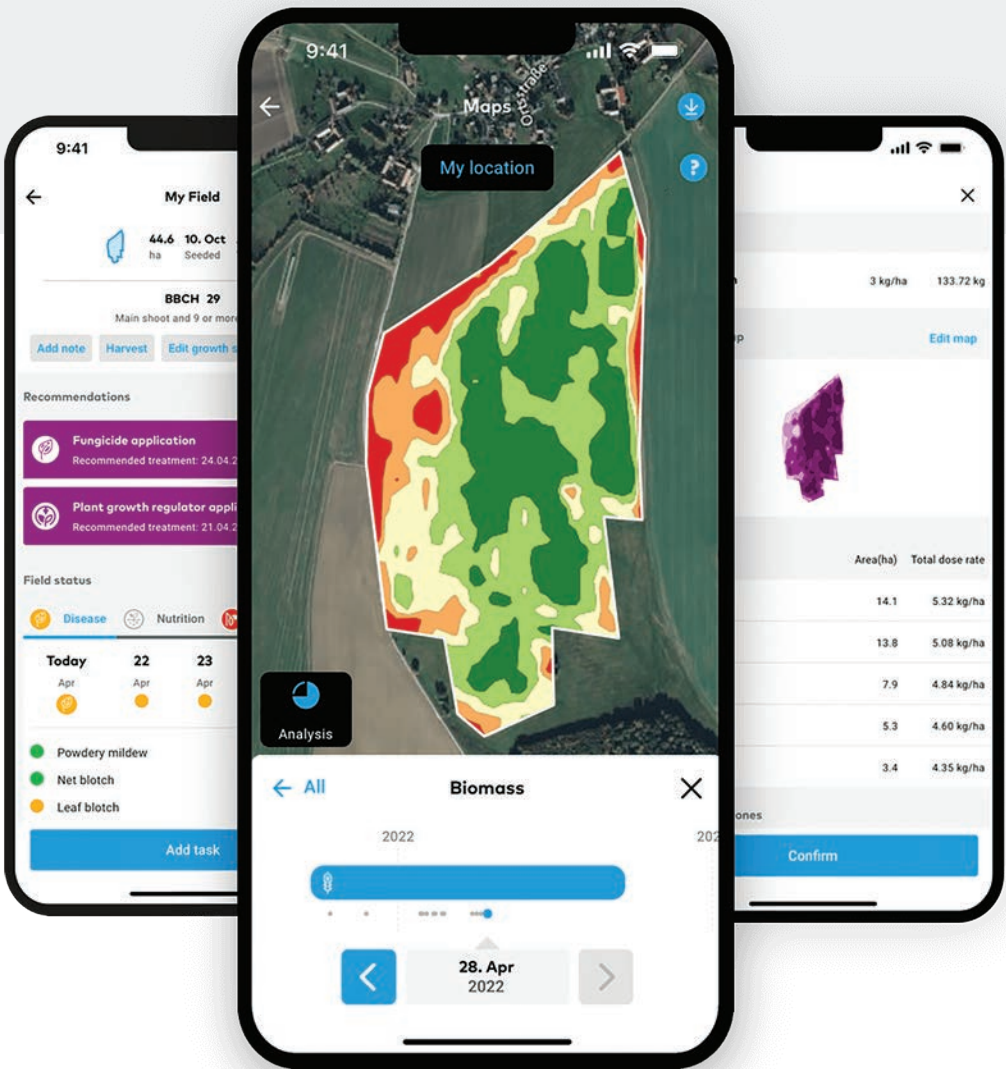 9:41
My Field
44.6 10. Oct
ha Seeded
BBCH 29
Main shoot and 9 or more
Add note Harvest Edit growth s
Recommendations
Fungicide application
Recommended treatment: 24.04.2
Plant growth regulator appli
Recommended treatment: 21.04.2
Field status
Disease Nutrition
Today 22 23
Apr Apr Apr
Powdery mildew
Net blotch
Leaf blotch
Add task
9:41
Maps
Ortsstraße
My location
?
Analysis
All Biomass
2022 202
28. Apr
2022
3 kg/ha 133.72 kg
p Edit map
Area(ha) Total dose rate
14.1 5.32 kg/ha
13.8 5.08 kg/ha
7.9 4.84 kg/ha
5.3 4.60 kg/ha
3.4 4.35 kg/ha
ones
Confirm